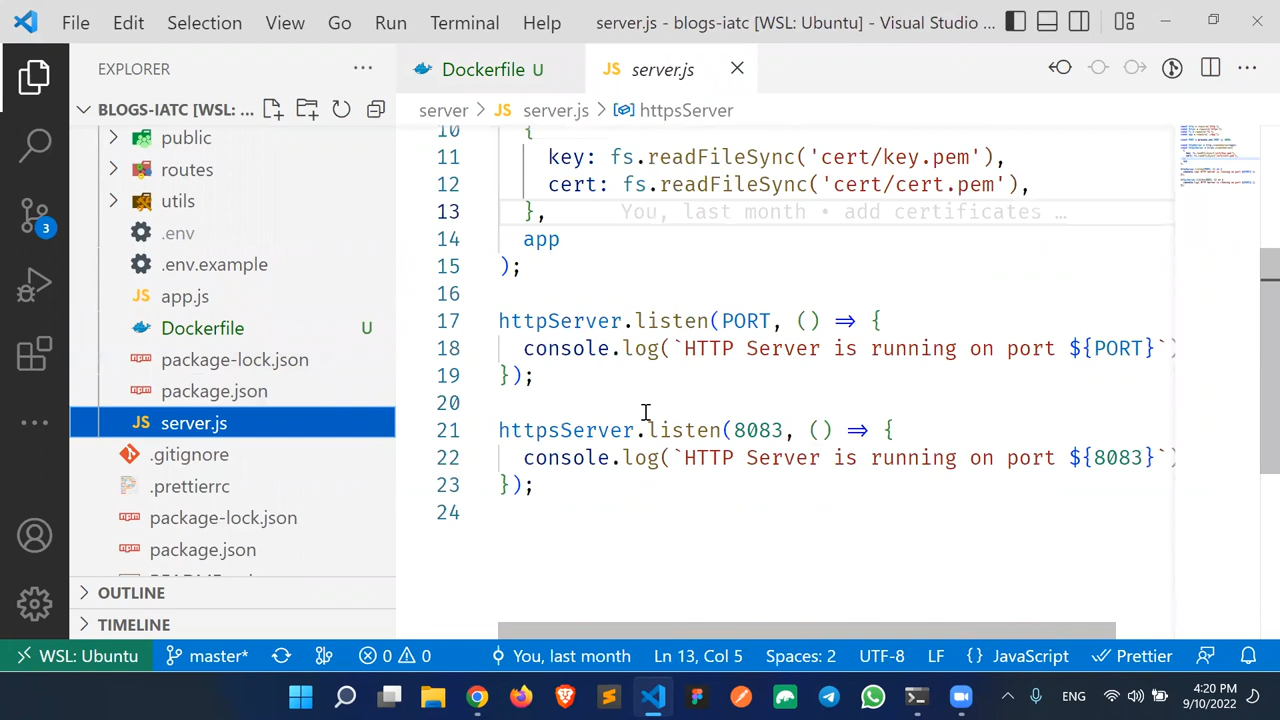 File Edit Selection View Go Run Terminal Help server.js - blogs-iatc [WSL: Ubuntu] - Visual Studio ...
EXPLORER
BLOGS-IATC [WSL: ...
public
routes
utils
.env
.env.example
JS app.js
Dockerfile U
package-lock.json
package.json
JS server.js
.gitignore
.prettierrc
package-lock.json
package.json
OUTLINE
TIMELINE
3
Dockerfile U
JS server.js
server > JS server.js > httpsServer
10 {
11 key: fs.readFileSync('cert/key.pem'),
12 cert: fs.readFileSync('cert/cert.pem'),
13 }, You, last month • add certificates …
14 app
15 );
16
17 httpServer.listen(PORT, () => {
18 console.log(`HTTP Server is running on port ${PORT}`)
19 });
20
21 httpsServer.listen(8083, () => {
22 console.log(`HTTP Server is running on port ${8083}`)
23 });
24
WSL: Ubuntu master* 0 0 You, last month Ln 13, Col 5 Spaces: 2 UTF-8 LF {} JavaScript Prettier
ENG 4:20 PM
9/10/2022